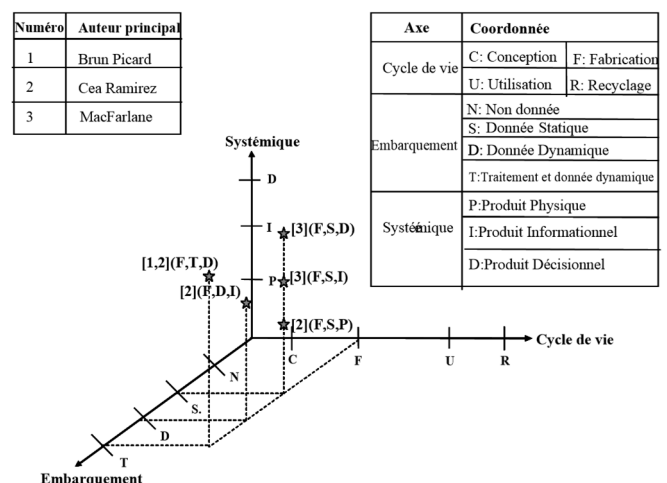 Numéro Auteur principal
1 Brun Picard
2 Cea Ramirez
3 MacFarlane
Axe Coordonnée
Cycle de vie
C: Conception F: Fabrication
U: Utilisation R: Recyclage
Embarquement
N: Non donnée
S: Donnée Statique
D: Donnée Dynamique
T:Traitement et donnée dynamique
P:Produit Physique
I:Produit Informationnel
D:Produit Décisionnel
Systémique
D
I
[3](F,S,D)
[1,2](F,T,D)
P
[3](F,S,I)
[2](F,D,I)
[2](F,S,P)
Cycle de vie
C
F
U
R
N
S.
D
T
Embarquement